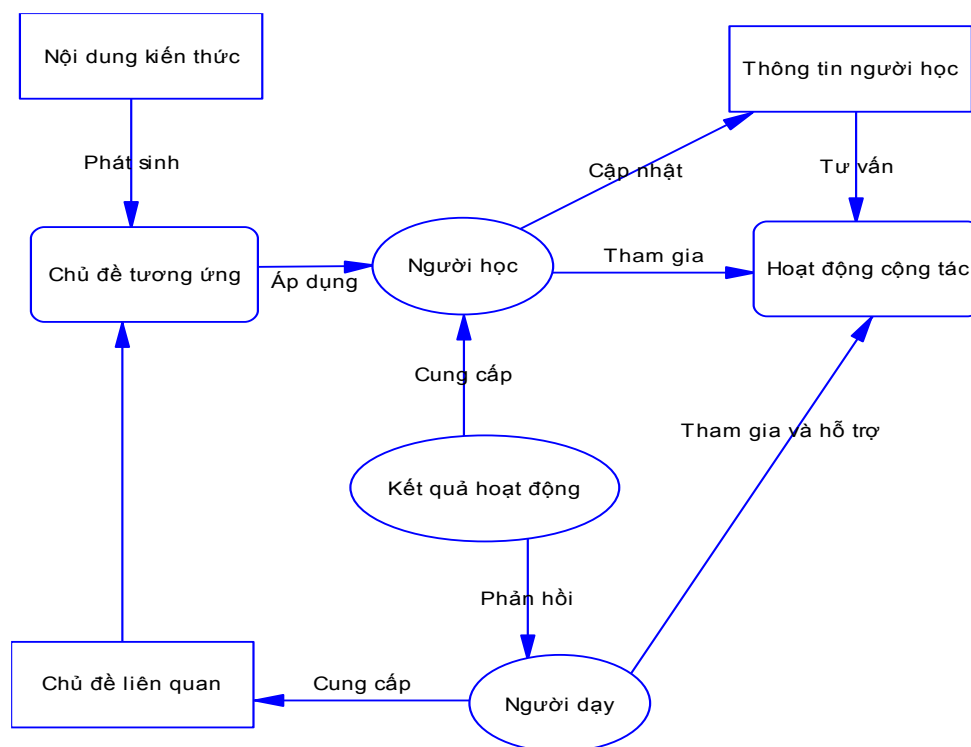 Nội dung kiến thức
Thông tin người học
Phát sinh
Cập nhật
Tư vấn
Chủ đề tương ứng
Áp dụng
Người học
Tham gia
Hoạt động cộng tác
Cung cấp
Tham gia và hỗ trợ
Kết quả hoạt động
Phản hồi
Chủ đề liên quan
Cung cấp
Người dạy